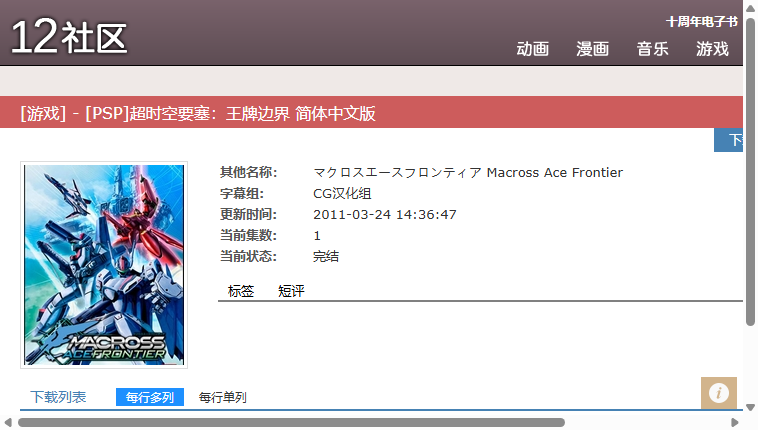 12社区
十周年电子书
动画 漫画 音乐 游戏
[游戏] - [PSP]超时空要塞：王牌边界 简体中文版
其他名称: マクロスエースフロンティア Macross Ace Frontier
字幕组: CG汉化组
更新时间: 2011-03-24 14:36:47
当前集数: 1
当前状态: 完结
标签 短评
MACROSS
ACE FRONTIER
下载列表 每行多列 每行单列